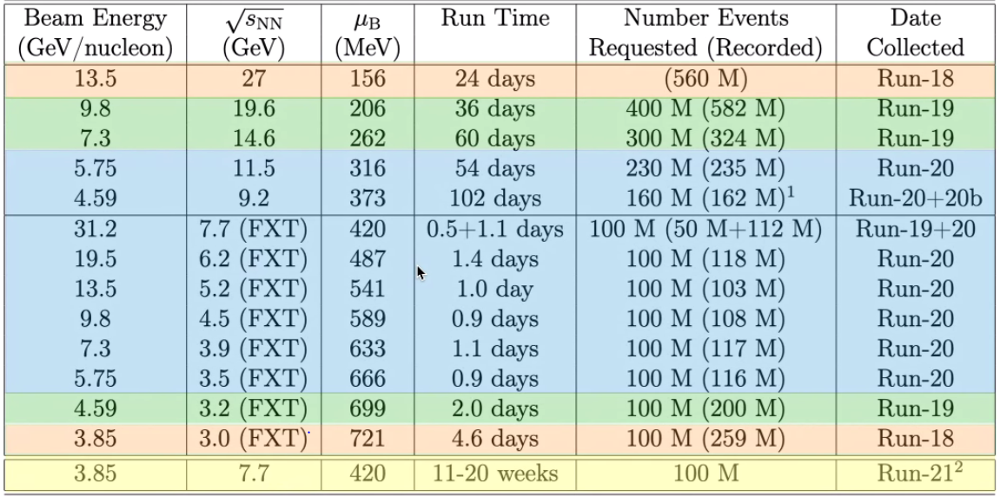 Beam Energy √sNN μB Run Time Number Events Date
(GeV/nucleon) (GeV) (MeV) Requested (Recorded) Collected
13.5 27 156 24 days (560 M) Run-18
9.8 19.6 206 36 days 400 M (582 M) Run-19
7.3 14.6 262 60 days 300 M (324 M) Run-19
5.75 11.5 316 54 days 230 M (235 M) Run-20
4.59 9.2 373 102 days 160 M (162 M)¹ Run-20+20b
31.2 7.7 (FXT) 420 0.5+1.1 days 100 M (50 M+112 M) Run-19+20
19.5 6.2 (FXT) 487 1.4 days 100 M (118 M) Run-20
13.5 5.2 (FXT) 541 1.0 day 100 M (103 M) Run-20
9.8 4.5 (FXT) 589 0.9 days 100 M (108 M) Run-20
7.3 3.9 (FXT) 633 1.1 days 100 M (117 M) Run-20
5.75 3.5 (FXT) 666 0.9 days 100 M (116 M) Run-20
4.59 3.2 (FXT) 699 2.0 days 100 M (200 M) Run-19
3.85 3.0 (FXT) 721 4.6 days 100 M (259 M) Run-18
3.85 7.7 420 11-20 weeks 100 M Run-21²